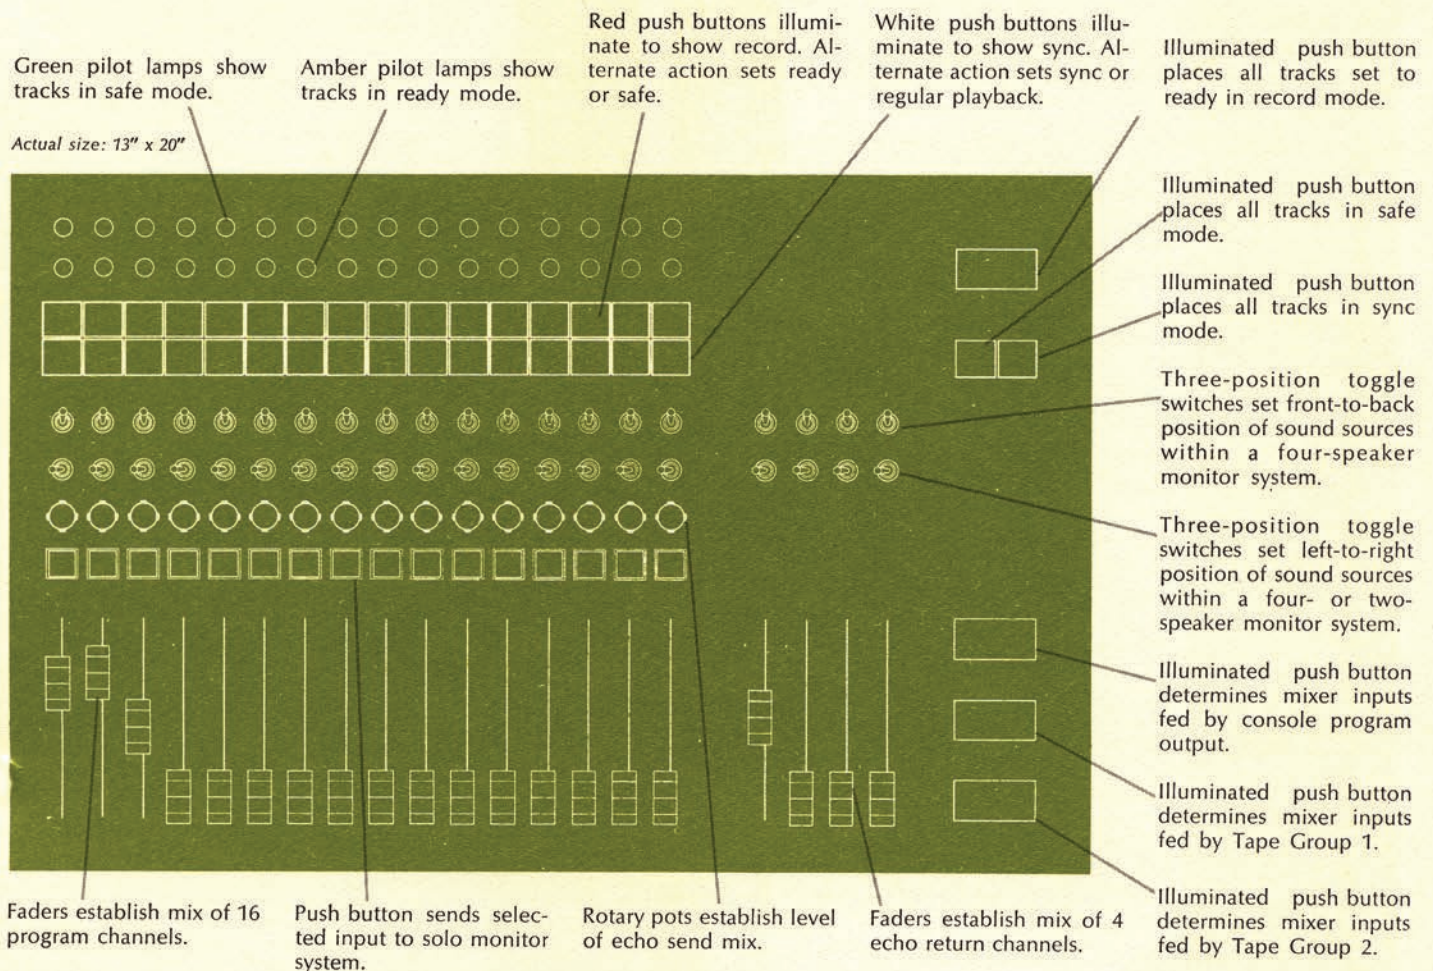 Green pilot lamps show
tracks in safe mode.
Amber pilot lamps show
tracks in ready mode.
Red push buttons illumi-
nate to show record. Al-
ternate action sets ready
or safe.
White push buttons illu-
minate to show sync. Al-
ternate action sets sync or
regular playback.
Illuminated push button
places all tracks set to
ready in record mode.
Actual size: 13" x 20"
Illuminated push button
places all tracks in safe
mode.
Illuminated push button
places all tracks in sync
mode.
Three-position toggle
switches set front-to-back
position of sound sources
within a four-speaker
monitor system.
Three-position toggle
switches set left-to-right
position of sound sources
within a four- or two-
speaker monitor system.
Illuminated push button
determines mixer inputs
fed by console program
output.
Illuminated push button
determines mixer inputs
fed by Tape Group 1.
Illuminated push button
determines mixer inputs
fed by Tape Group 2.
Faders establish mix of 16
program channels.
Push button sends selec-
ted input to solo monitor
system.
Rotary pots establish level
of echo send mix.
Faders establish mix of 4
echo return channels.